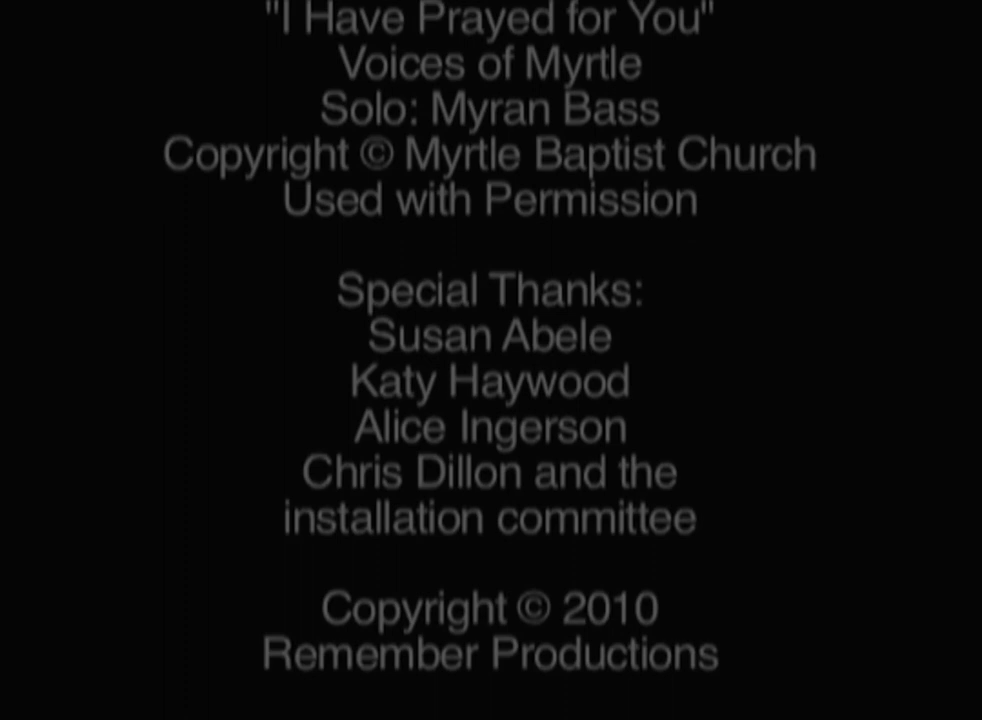 "I Have Prayed for You"
Voices of Myrtle
Solo: Myran Bass
Copyright © Myrtle Baptist Church
Used with Permission
Special Thanks:
Susan Abele
Katy Haywood
Alice Ingerson
Chris Dillon and the
installation committee
Copyright © 2010
Remember Productions